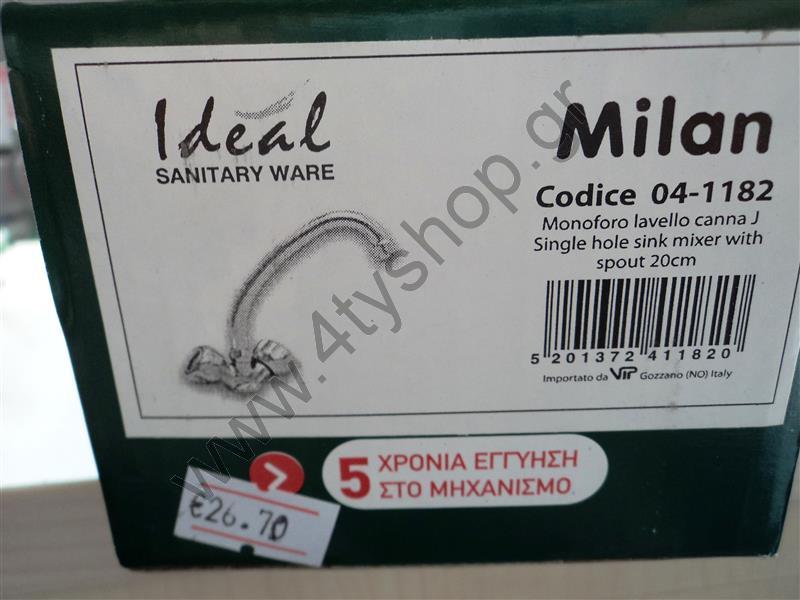 Ideal
SANITARY WARE
Milan
Codice 04-1182
Monoforo lavello canna J
Single hole sink mixer with
spout 20cm
5 201372 411820
Importato da VIP Gozzano (NO) Italy
5 ΧΡΟΝΙΑ ΕΓΓΥΗΣΗ
ΣΤΟ ΜΗΧΑΝΙΣΜΟ
€26.70
www.4tyshop.gr